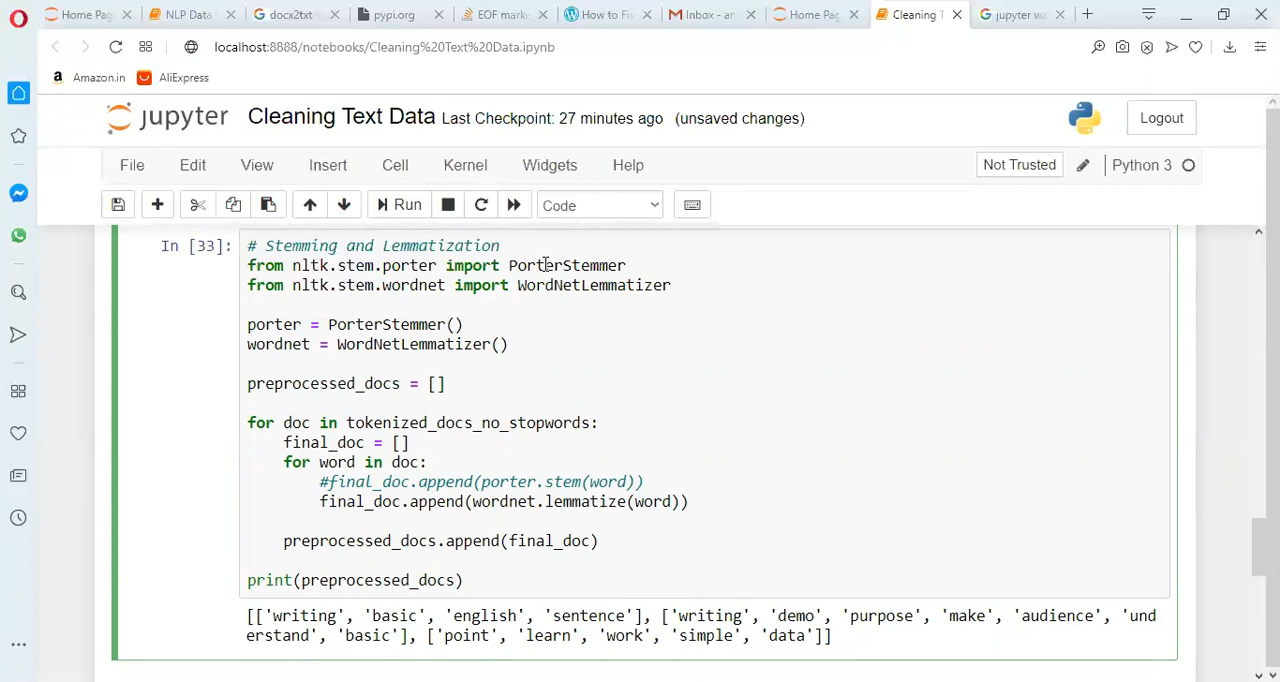 Home Pag
NLP Data
docx2txt
pypi.org
EOF mark
How to Fi
Inbox - an
Home Pag
Cleaning T
jupyter wa
localhost:8888/notebooks/Cleaning%20Text%20Data.ipynb
Amazon.in
AliExpress
jupyter Cleaning Text Data Last Checkpoint: 27 minutes ago (unsaved changes)
Logout
File Edit View Insert Cell Kernel Widgets Help
Not Trusted
Python 3
Run
Code
In [33]:
# Stemming and Lemmatization
from nltk.stem.porter import PorterStemmer
from nltk.stem.wordnet import WordNetLemmatizer
porter = PorterStemmer()
wordnet = WordNetLemmatizer()
preprocessed_docs = []
for doc in tokenized_docs_no_stopwords:
final_doc = []
for word in doc:
#final_doc.append(porter.stem(word))
final_doc.append(wordnet.lemmatize(word))
preprocessed_docs.append(final_doc)
print(preprocessed_docs)
[['writing', 'basic', 'english', 'sentence'], ['writing', 'demo', 'purpose', 'make', 'audience', 'und
erstand', 'basic'], ['point', 'learn', 'work', 'simple', 'data']]